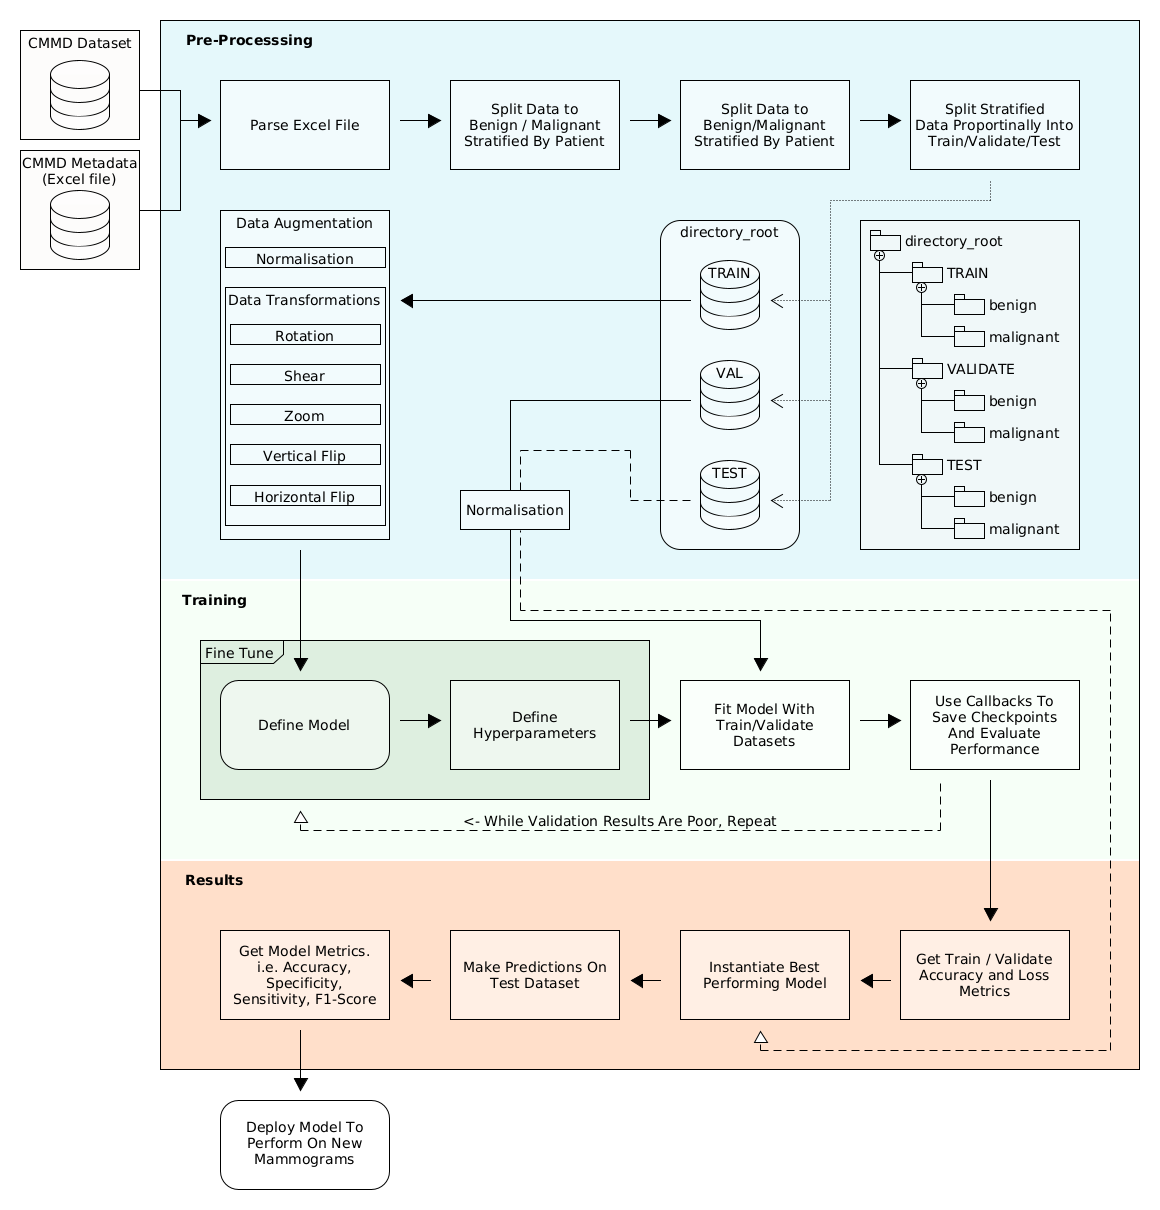 CMMD Dataset
CMMD Metadata
(Excel file)
Pre-Processsing
Parse Excel File
Split Data to
Benign / Malignant
Stratified By Patient
Split Data to
Benign/Malignant
Stratified By Patient
Split Stratified
Data Proportinally Into
Train/Validate/Test
Data Augmentation
Normalisation
Data Transformations
Rotation
Shear
Zoom
Vertical Flip
Horizontal Flip
Normalisation
directory_root
TRAIN
VAL
TEST
directory_root
TRAIN
benign
malignant
VALIDATE
benign
malignant
TEST
benign
malignant
Training
Fine Tune
Define Model
Define
Hyperparameters
Fit Model With
Train/Validate
Datasets
Use Callbacks To
Save Checkpoints
And Evaluate
Performance
<- While Validation Results Are Poor, Repeat
Results
Get Model Metrics.
i.e. Accuracy,
Specificity,
Sensitivity, F1-Score
Make Predictions On
Test Dataset
Instantiate Best
Performing Model
Get Train / Validate
Accuracy and Loss
Metrics
Deploy Model To
Perform On New
Mammograms